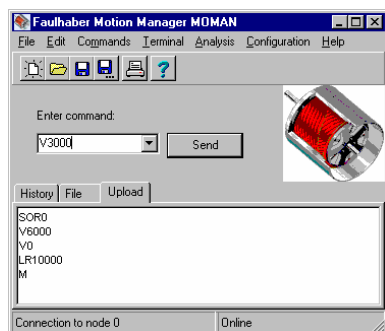 Faulhaber Motion Manager MOMAN
File Edit Commands Terminal Analysis Configuration Help
Enter command:
V3000
Send
History File Upload
SOR0
V6000
V0
LR10000
M
Connection to node 0 Online